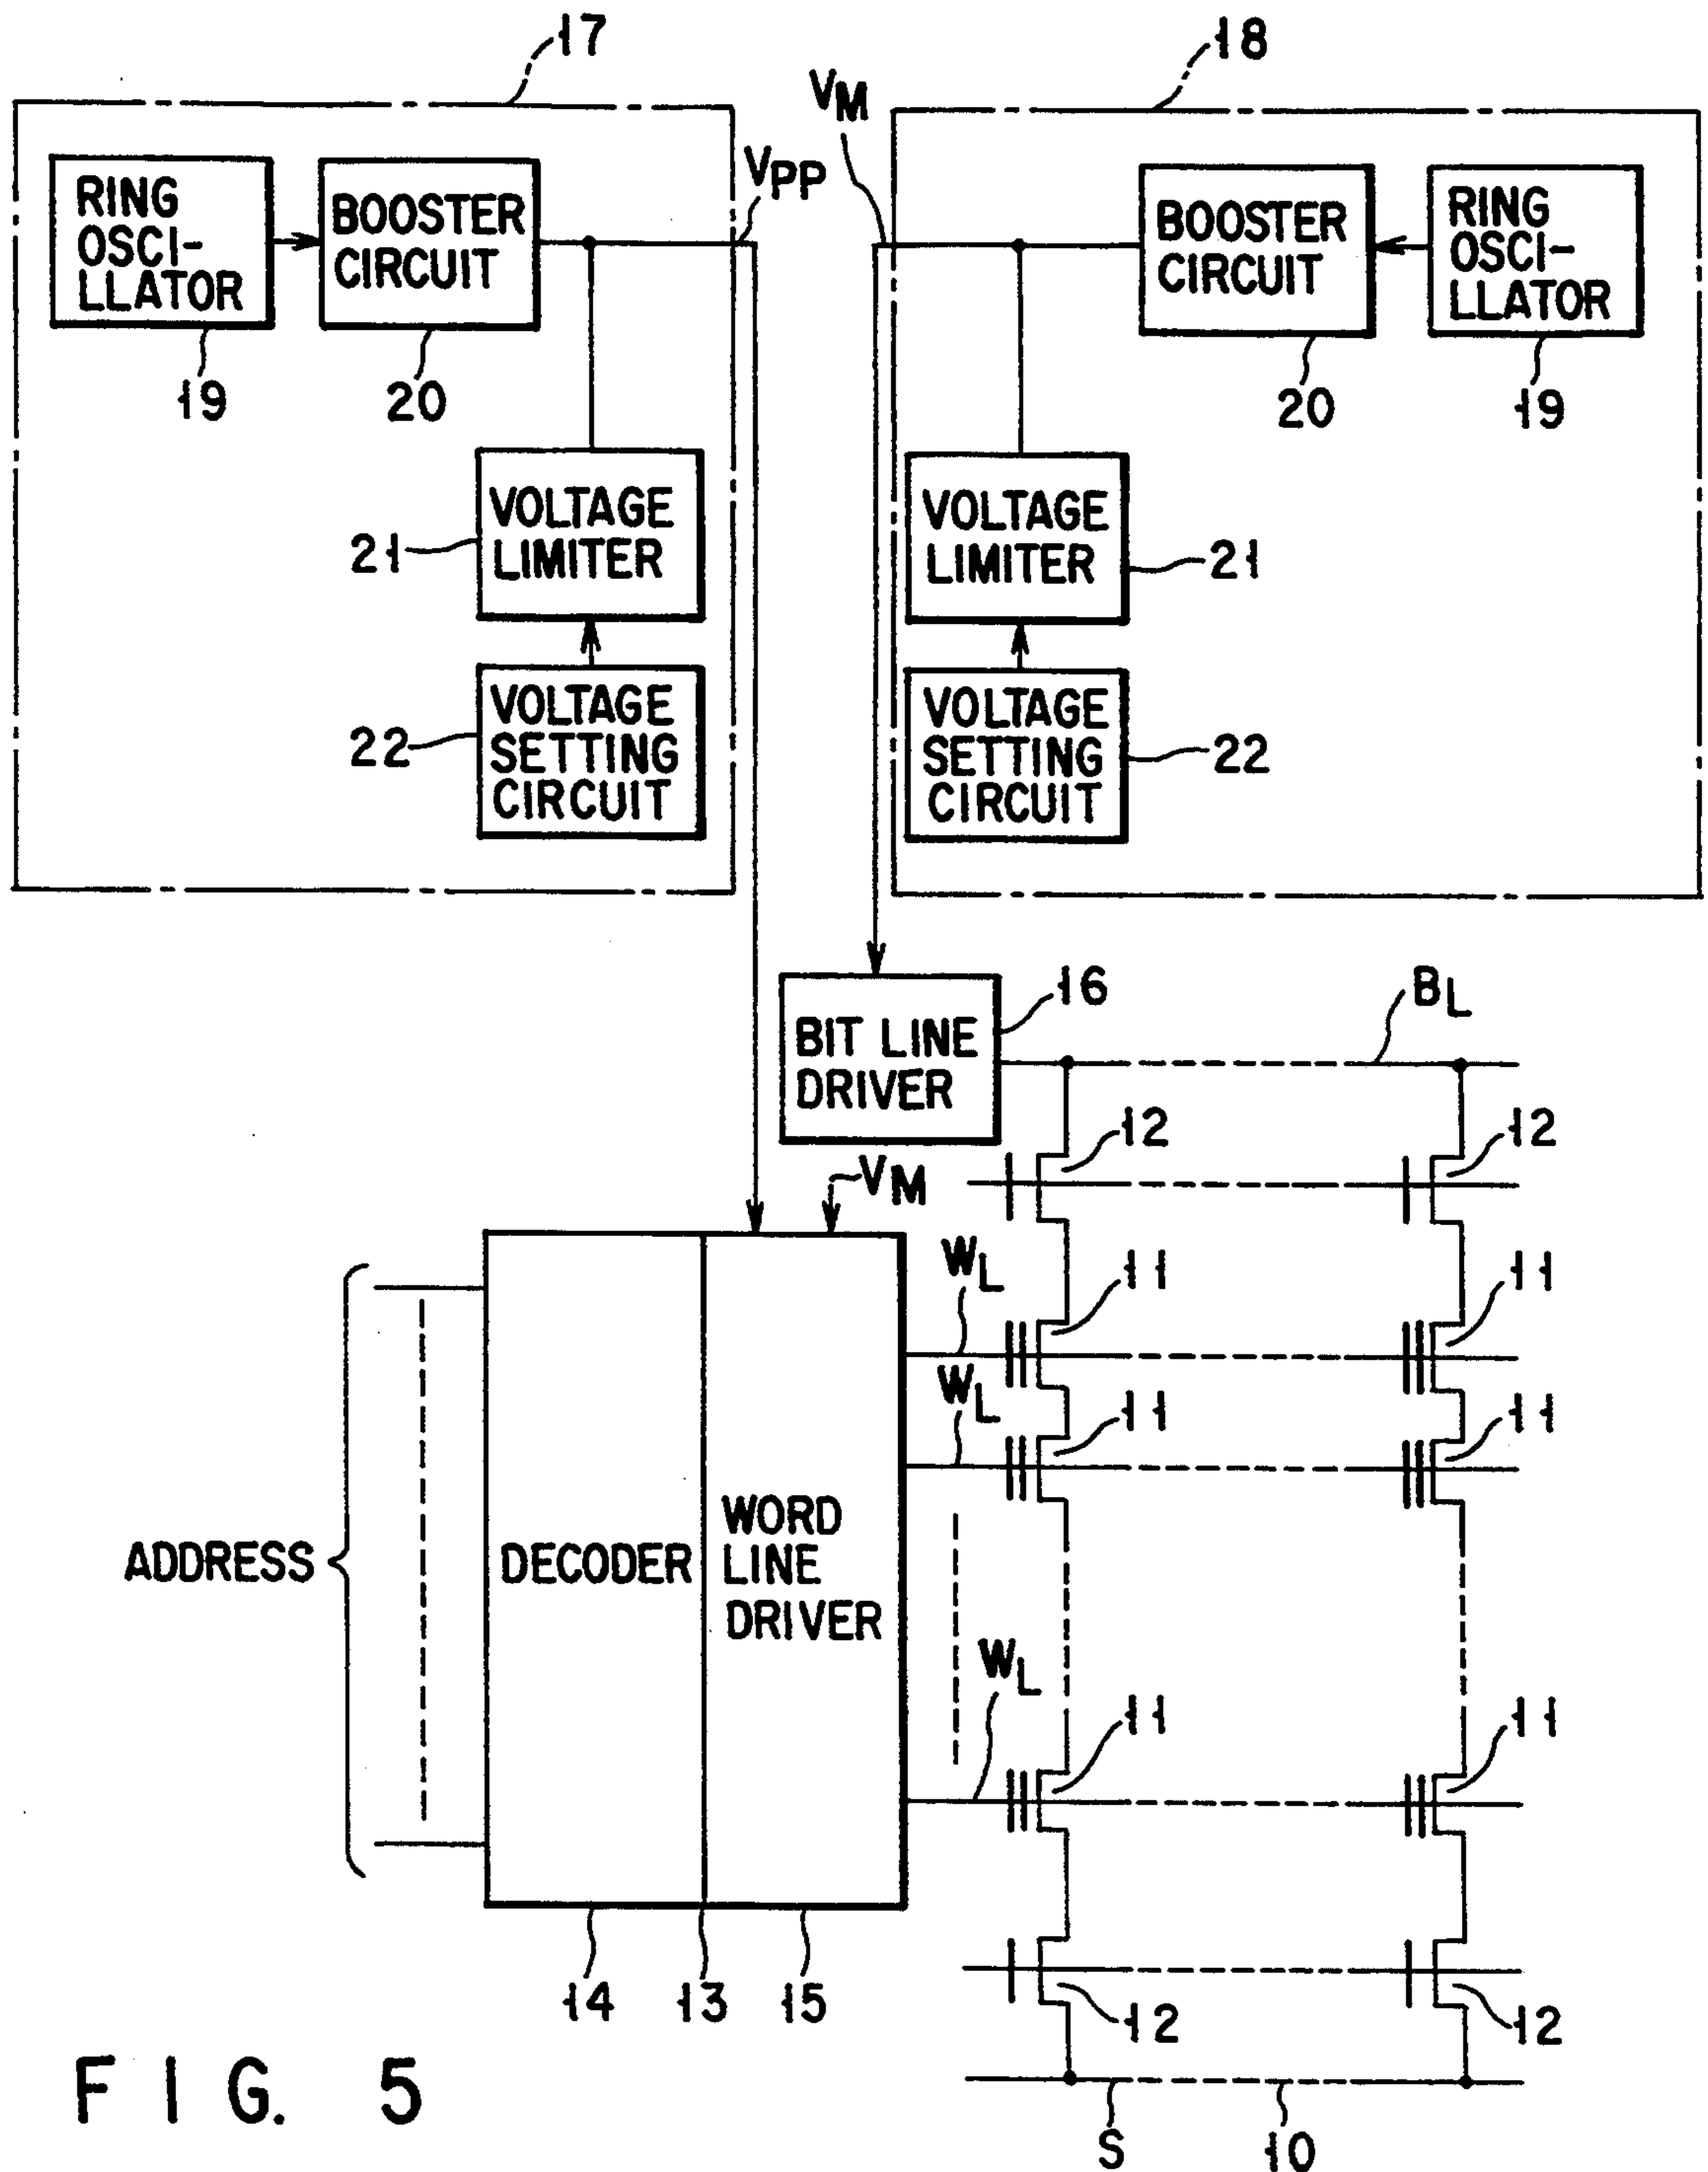 17
18
VM
VPP
RING
OSCI-
LLATOR
BOOSTER
CIRCUIT
BOOSTER
CIRCUIT
RING
OSCI-
LLATOR
19
20
20
19
VOLTAGE
LIMITER
21
VOLTAGE
LIMITER
21
VOLTAGE
SETTING
CIRCUIT
22
VOLTAGE
SETTING
CIRCUIT
22
16
BL
BIT LINE
DRIVER
12
12
VM
WL
11
11
WL
11
11
ADDRESS
DECODER
WORD
LINE
DRIVER
WL
11
11
14
13
15
12
12
S
10
FIG. 5